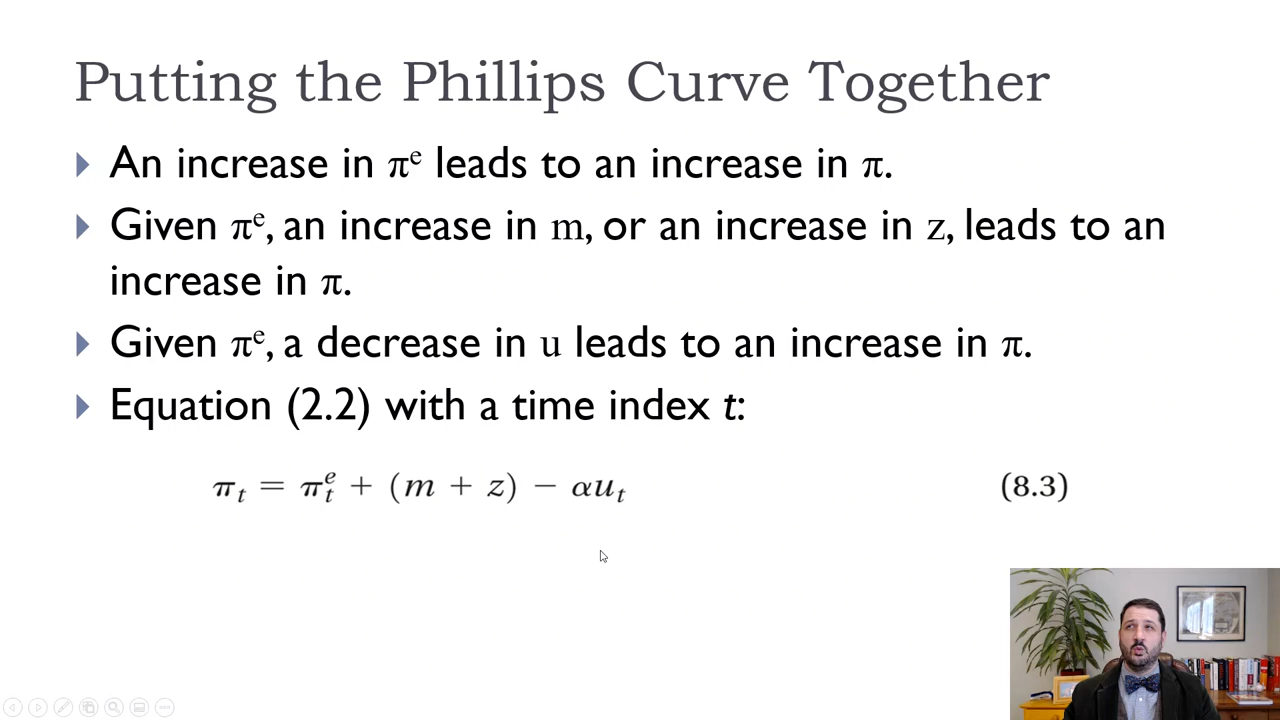 Putting the Phillips Curve Together
An increase in πᵉ leads to an increase in π.
Given πᵉ, an increase in m, or an increase in z, leads to an
increase in π.
Given πᵉ, a decrease in u leads to an increase in π.
Equation (2.2) with a time index t:
πₜ = πₜᵉ + (m + z) − αuₜ (8.3)